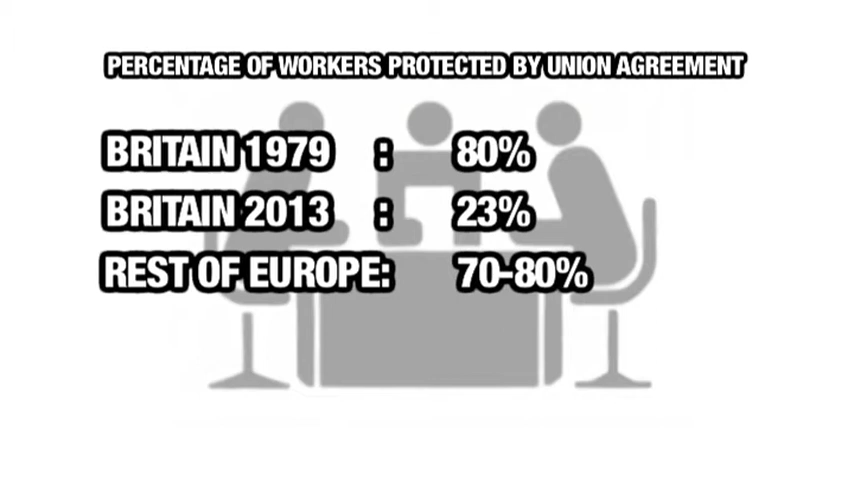 PERCENTAGE OF WORKERS PROTECTED BY UNION AGREEMENT
BRITAIN 1979 : 80%
BRITAIN 2013 : 23%
REST OF EUROPE: 70-80%